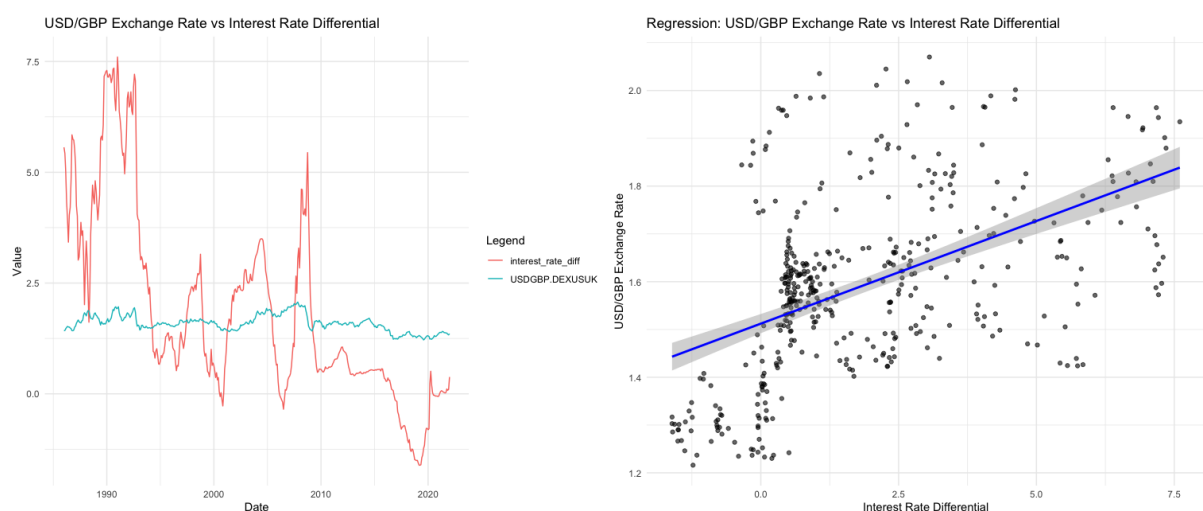 USD/GBP Exchange Rate vs Interest Rate Differential
7.5
5.0
2.5
0.0
Value
1990
2000
2010
2020
Date
Legend
interest_rate_diff
USDGBP.DEXUSUK
Regression: USD/GBP Exchange Rate vs Interest Rate Differential
2.0
1.8
1.6
1.4
1.2
USD/GBP Exchange Rate
0.0
2.5
5.0
7.5
Interest Rate Differential